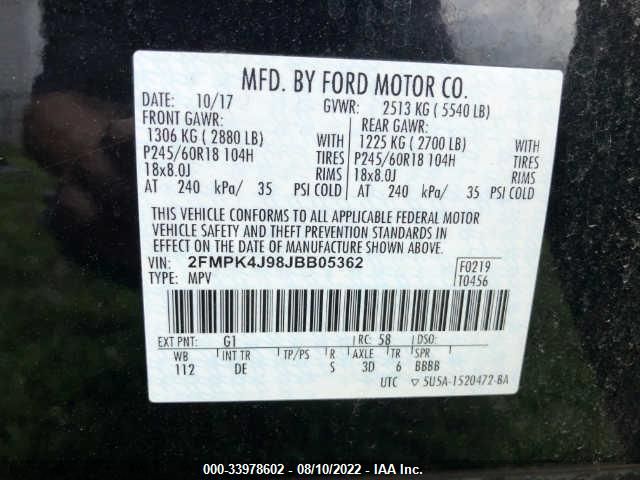 MFD. BY FORD MOTOR CO.
DATE: 10/17 GVWR: 2513 KG ( 5540 LB)
FRONT GAWR: REAR GAWR:
1306 KG ( 2880 LB) WITH 1225 KG ( 2700 LB) WITH
P245/60R18 104H TIRES P245/60R18 104H TIRES
18x8.0J RIMS 18x8.0J RIMS
AT 240 kPa/ 35 PSI COLD AT 240 kPa/ 35 PSI COLD
THIS VEHICLE CONFORMS TO ALL APPLICABLE FEDERAL MOTOR
VEHICLE SAFETY AND THEFT PREVENTION STANDARDS IN
EFFECT ON THE DATE OF MANUFACTURE SHOWN ABOVE.
VIN: 2FMPK4J98JBB05362 F0219
TYPE: MPV T0456
EXT PNT: G1 RC: 58 DSO:
WB INT TR TP/PS R AXLE TR SPR
112 DE S 3D 6 BBBB
UTC ▽ 5U5A-1520472-BA
000-33978602 - 08/10/2022 - IAA Inc.